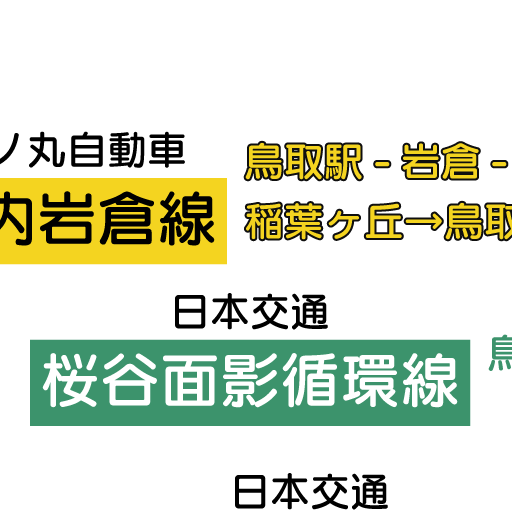 ノ丸自動車
内岩倉線
鳥取駅 - 岩倉 -
稲葉ヶ丘→鳥取
日本交通
桜谷面影循環線
鳥
日本交通